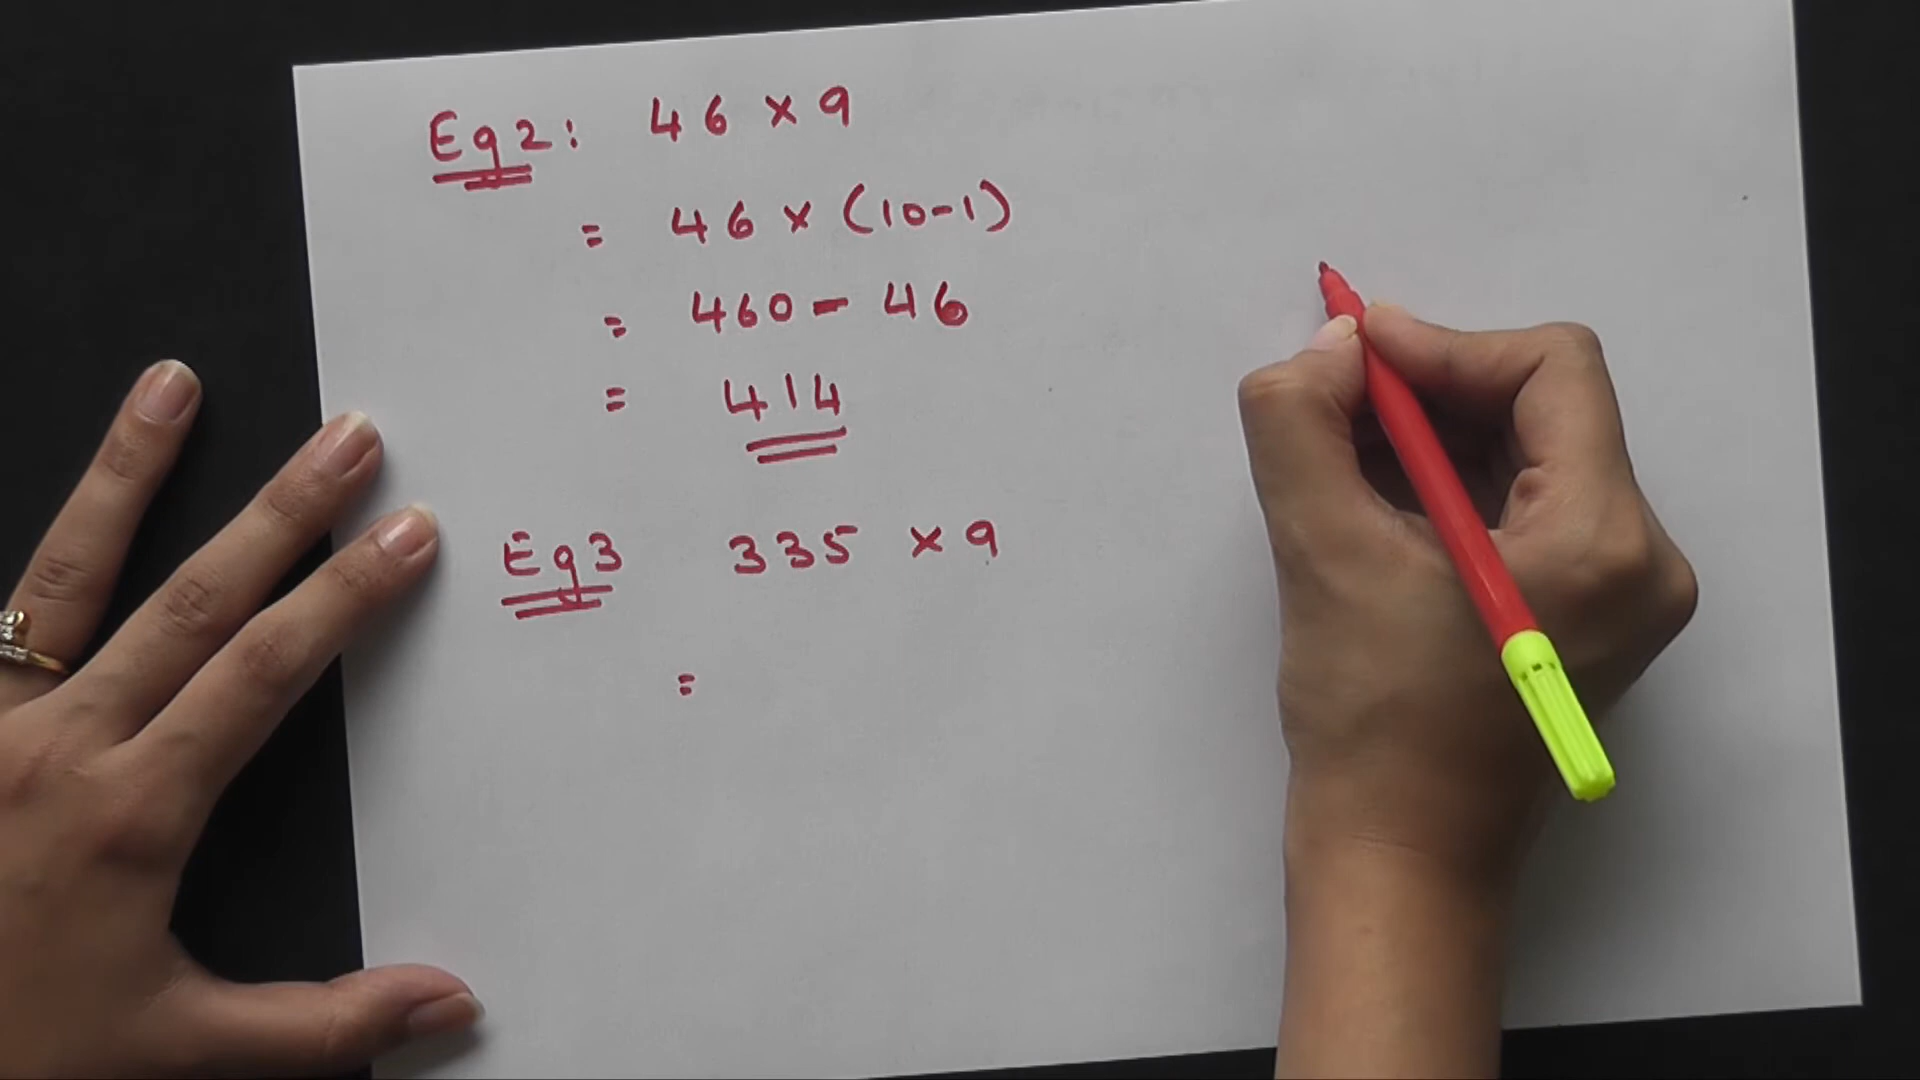 Eg2: 46 × 9
= 46 × (10-1)
= 460 - 46
= 414
Eg3 335 × 9
=